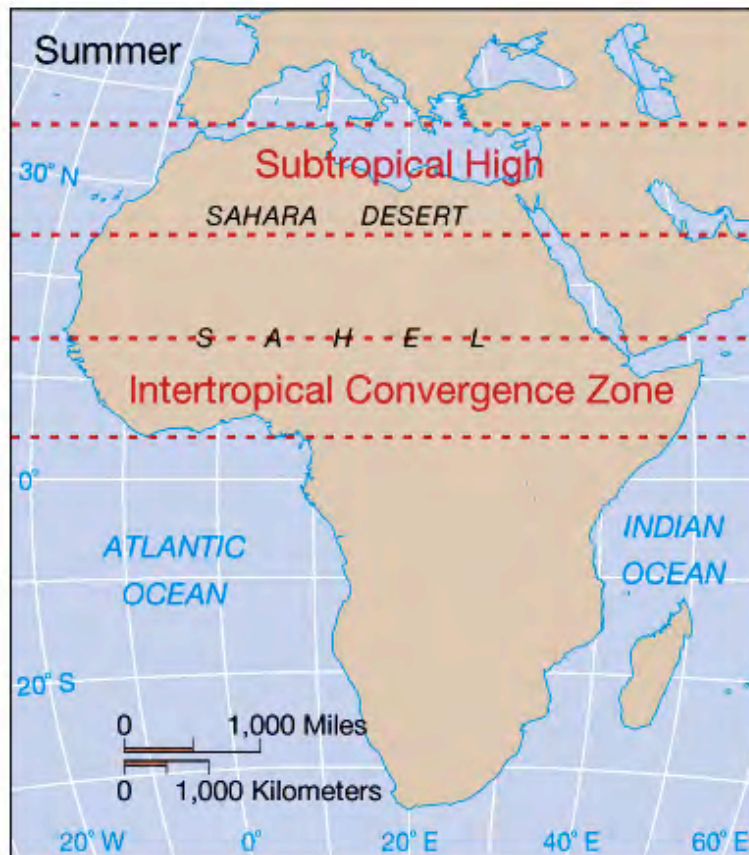 Summer
Subtropical High
30° N
SAHARA DESERT
SAHEL
Intertropical Convergence Zone
0°
ATLANTIC
OCEAN
INDIAN
OCEAN
20° S
0 1,000 Miles
0 1,000 Kilometers
20° W 0° 20° E 40° E 60° E